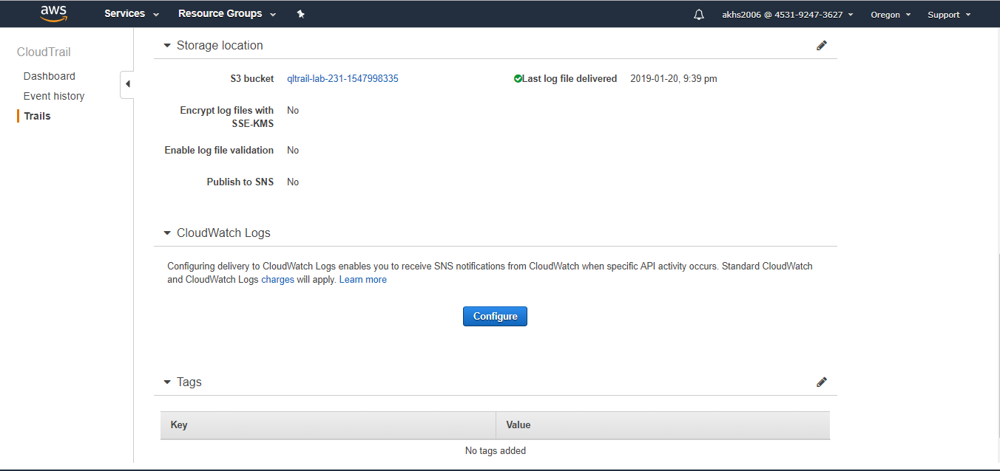 aws Services Resource Groups akhs2006 @ 4531-9247-3627 Oregon Support
CloudTrail
Dashboard
Event history
Trails
Storage location
S3 bucket qltrail-lab-231-1547998335 Last log file delivered 2019-01-20, 9:39 pm
Encrypt log files with No
SSE-KMS
Enable log file validation No
Publish to SNS No
CloudWatch Logs
Configuring delivery to CloudWatch Logs enables you to receive SNS notifications from CloudWatch when specific API activity occurs. Standard CloudWatch
and CloudWatch Logs charges will apply. Learn more
Configure
Tags
Key Value
No tags added